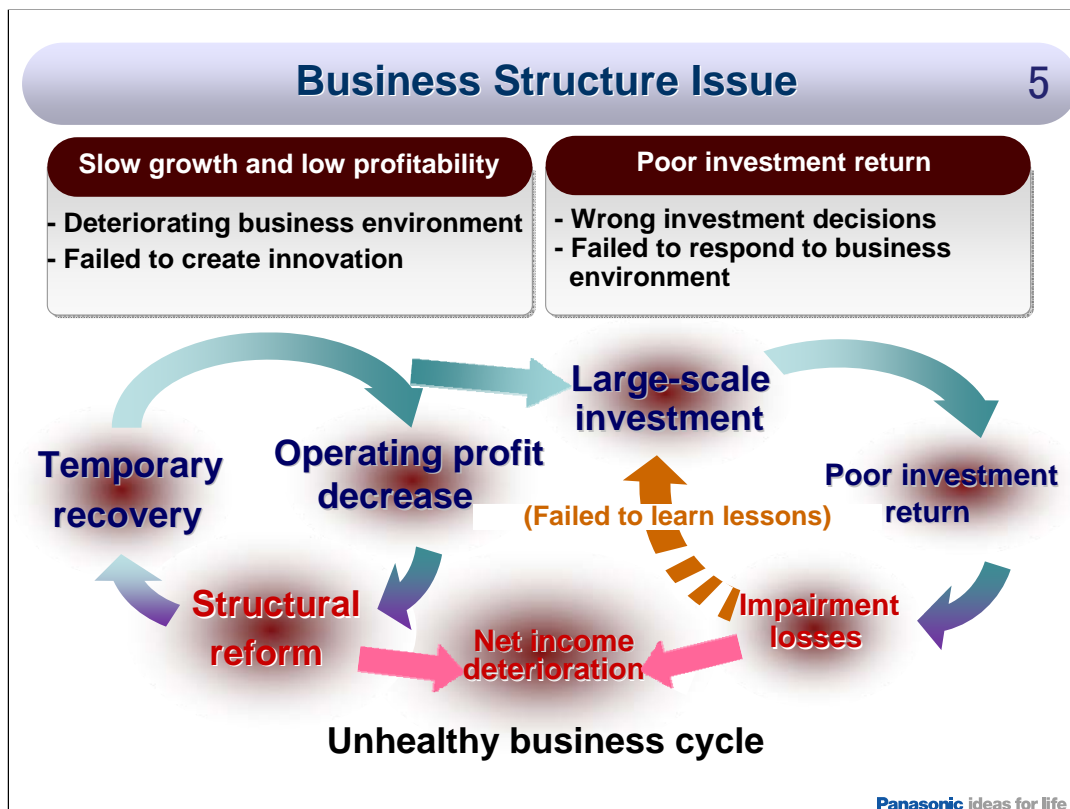 Business Structure Issue
5
Slow growth and low profitability
- Deteriorating business environment
- Failed to create innovation
Poor investment return
- Wrong investment decisions
- Failed to respond to business
environment
Large-scale
investment
Operating profit
decrease
Temporary
recovery
Poor investment
return
(Failed to learn lessons)
Structural
reform
Net income
deterioration
Impairment
losses
Unhealthy business cycle
Panasonic ideas for life